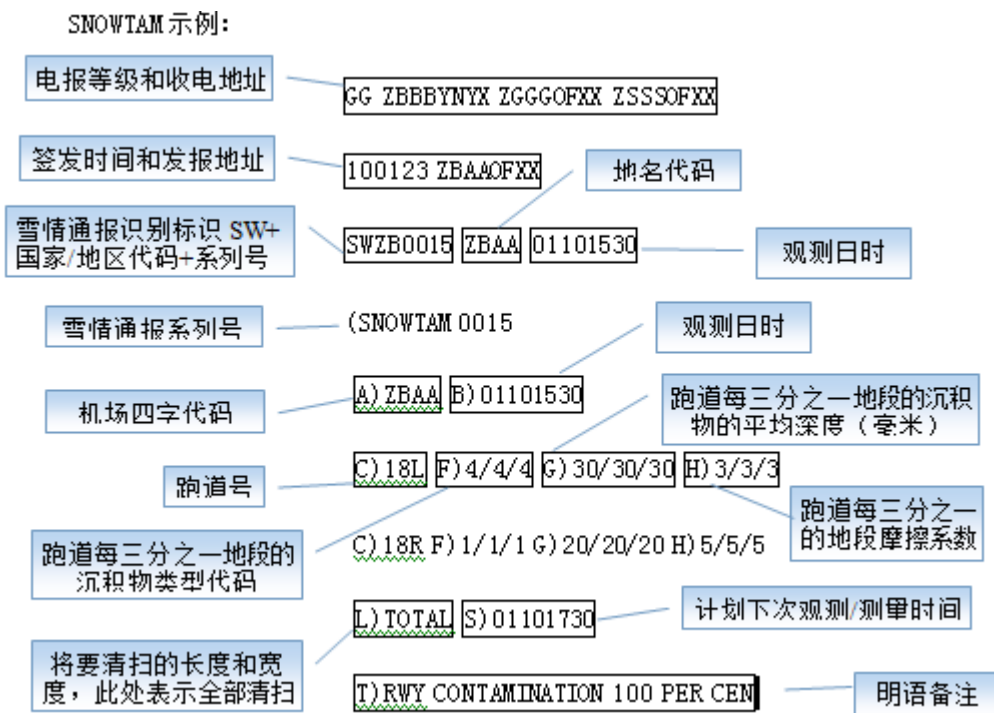 SNOWTAM示例：
电报等级和收电地址
GG ZBBBYNYX ZGGGOFXX ZSSSOFXX
签发时间和发报地址
100123 ZBAAOFXX
地名代码
雪情通报识别标识 SW+
国家/地区代码+系列号
SWZB0015 ZBAA 01101530
观测日时
雪情通报系列号
(SNOWTAM 0015
观测日时
机场四字代码
A)ZBAA B)01101530
跑道每三分之一地段的沉积
物的平均深度（毫米）
跑道号
C)18L F)4/4/4 G)30/30/30 H)3/3/3
跑道每三分之一
的地段摩擦系数
跑道每三分之一地段的
沉积物类型代码
C)18R F)1/1/1 G)20/20/20 H)5/5/5
L)TOTAL S)01101730
计划下次观测/测量时间
将要清扫的长度和宽
度，此处表示全部清扫
T)RWY CONTAMINATION 100 PER CEN
明语备注